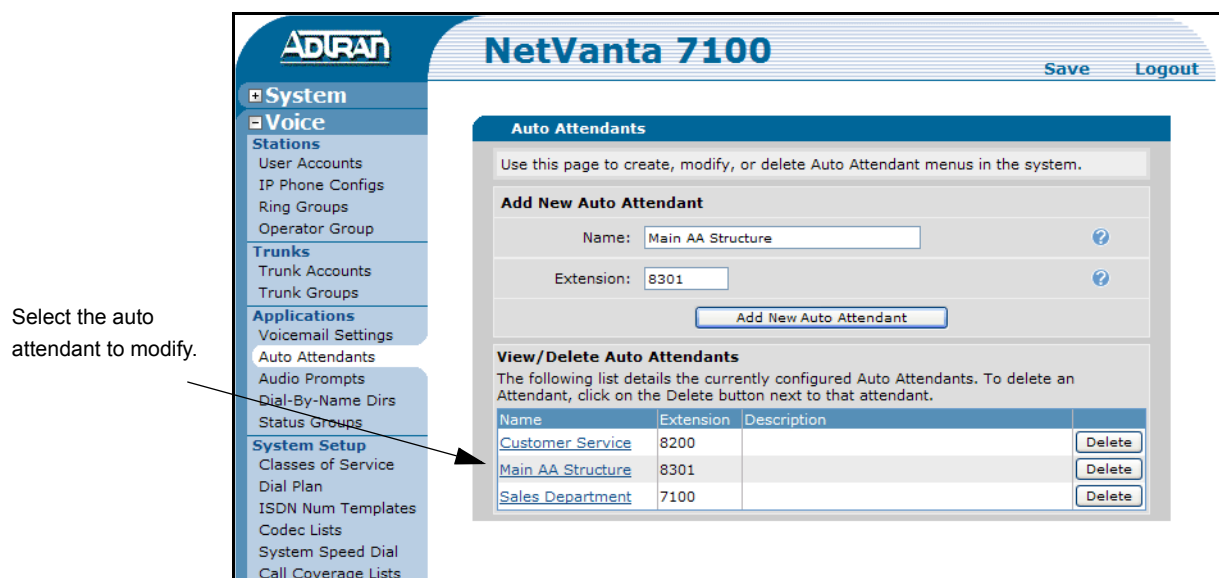 ADTRAN
NetVanta 7100
Save
Logout
System
Voice
Stations
User Accounts
IP Phone Configs
Ring Groups
Operator Group
Trunks
Trunk Accounts
Trunk Groups
Applications
Voicemail Settings
Auto Attendants
Audio Prompts
Dial-By-Name Dirs
Status Groups
System Setup
Classes of Service
Dial Plan
ISDN Num Templates
Codec Lists
System Speed Dial
Call Coverage Lists
Select the auto
attendant to modify.
Auto Attendants
Use this page to create, modify, or delete Auto Attendant menus in the system.
Add New Auto Attendant
Name: Main AA Structure
Extension: 8301
Add New Auto Attendant
View/Delete Auto Attendants
The following list details the currently configured Auto Attendants. To delete an
Attendant, click on the Delete button next to that attendant.
Name Extension Description
Customer Service 8200 Delete
Main AA Structure 8301 Delete
Sales Department 7100 Delete